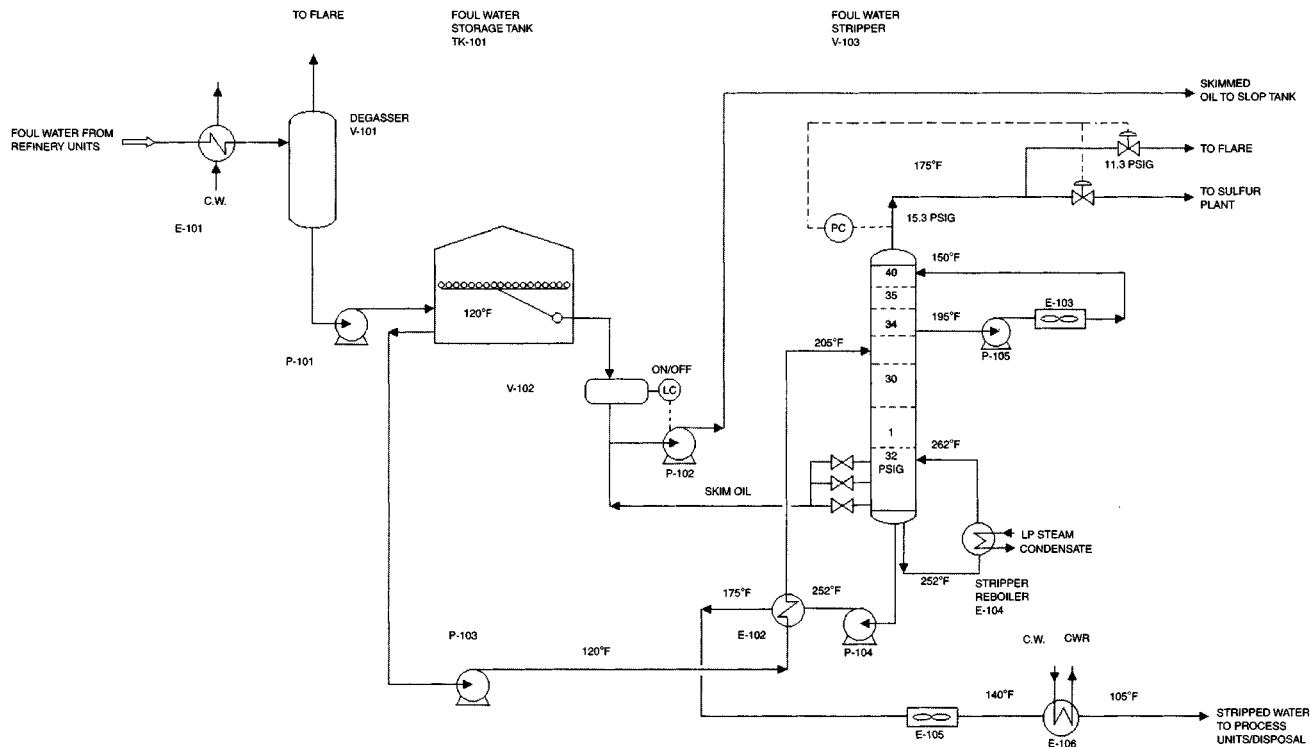 TO FLARE
FOUL WATER
STORAGE TANK
TK-101
FOUL WATER
STRIPPER
V-103
SKIMMED
OIL TO SLOP TANK
DEGASSER
V-101
FOUL WATER FROM
REFINERY UNITS
C.W.
E-101
175°F
11.3 PSIG
TO FLARE
TO SULFUR
PLANT
15.3 PSIG
PC
40
150°F
35
E-103
34
195°F
P-105
120°F
205°F
P-101
V-102
ON/OFF
LC
30
1
262°F
32
PSIG
P-102
SKIM OIL
LP STEAM
CONDENSATE
252°F
STRIPPER
REBOILER
E-104
175°F
252°F
E-102
P-104
P-103
120°F
C.W.
CWR
140°F
105°F
E-105
E-106
STRIPPED WATER
TO PROCESS
UNITS/DISPOSAL